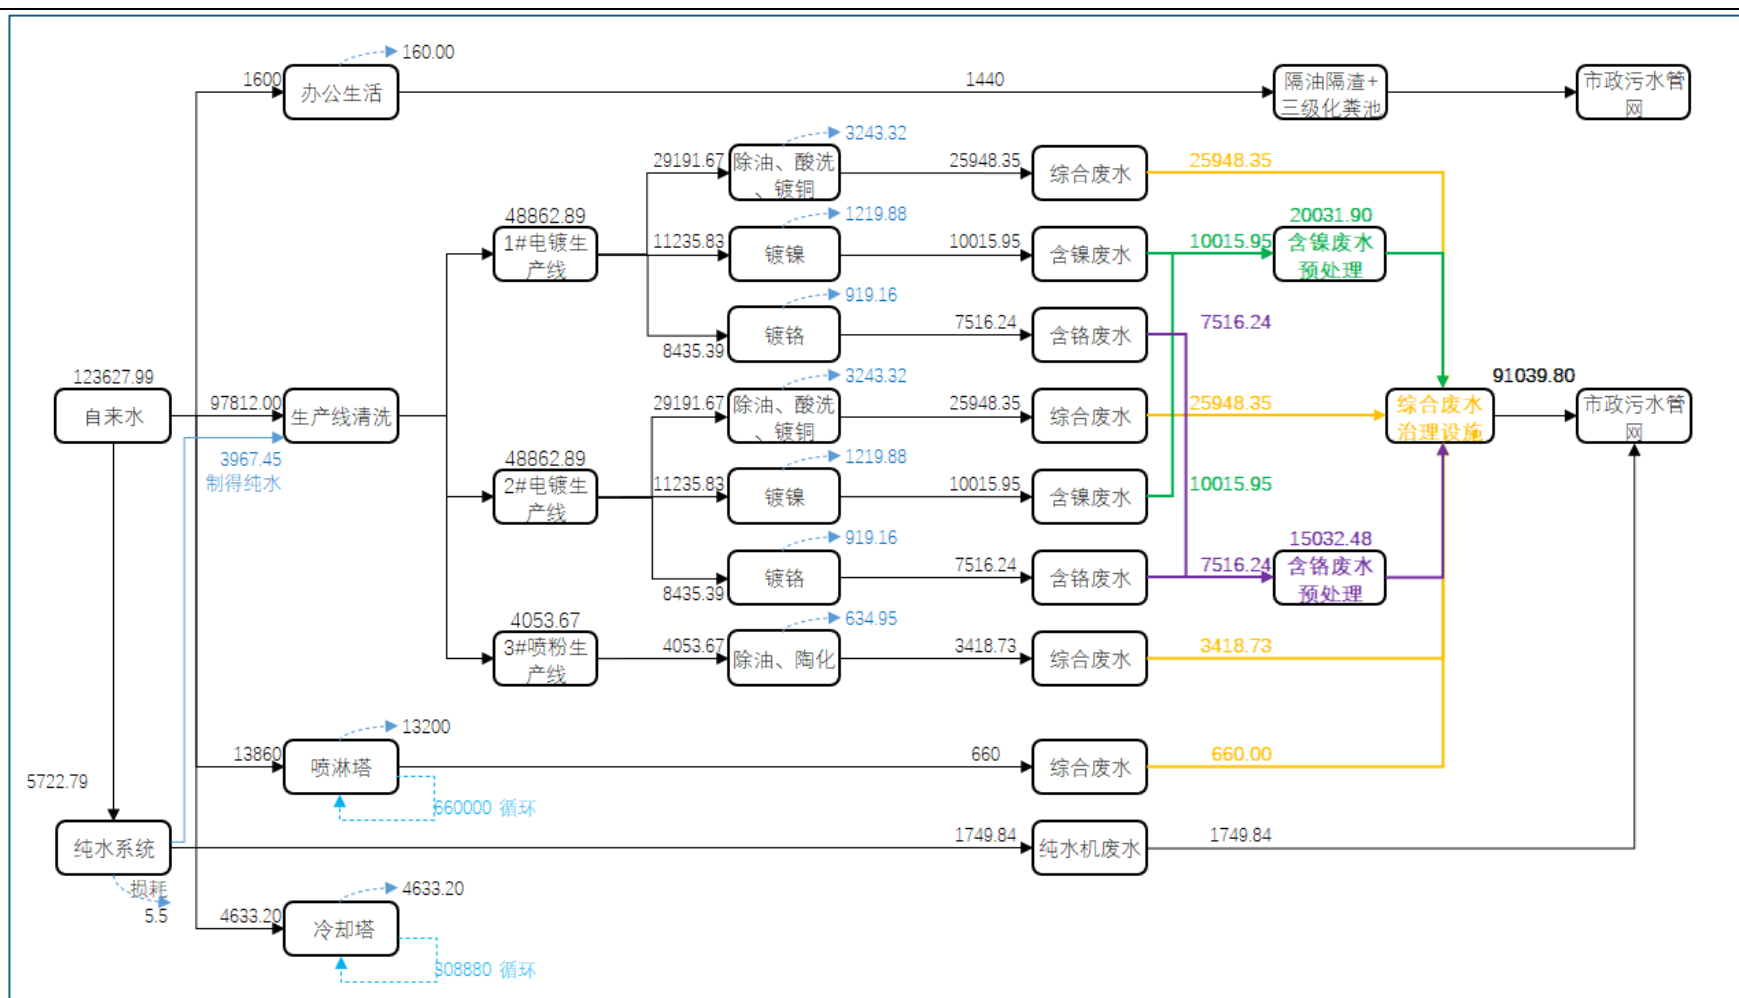 160.00
1600
办公生活
1440
隔油隔渣+
三级化粪池
市政污水管
网
3243.32
29191.67
除油、酸洗
、镀铜
25948.35
综合废水
25948.35
1219.88
48862.89
1#电镀生
产线
11235.83
镀镍
10015.95
含镍废水
10015.95
20031.90
含镍废水
预处理
919.16
8435.39
镀铬
7516.24
含铬废水
7516.24
123627.99
自来水
97812.00
生产线清洗
3967.45
制得纯水
3243.32
29191.67
除油、酸洗
、镀铜
25948.35
综合废水
25948.35
综合废水
治理设施
91039.80
市政污水管
网
1219.88
48862.89
2#电镀生
产线
11235.83
镀镍
10015.95
含镍废水
10015.95
919.16
8435.39
镀铬
7516.24
含铬废水
7516.24
15032.48
含铬废水
预处理
634.95
4053.67
3#喷粉生
产线
4053.67
除油、陶化
3418.73
综合废水
3418.73
13200
13860
喷淋塔
660000 循环
660
综合废水
660.00
5722.79
纯水系统
损耗
5.5
1749.84
纯水机废水
1749.84
4633.20
4633.20
冷却塔
308880 循环